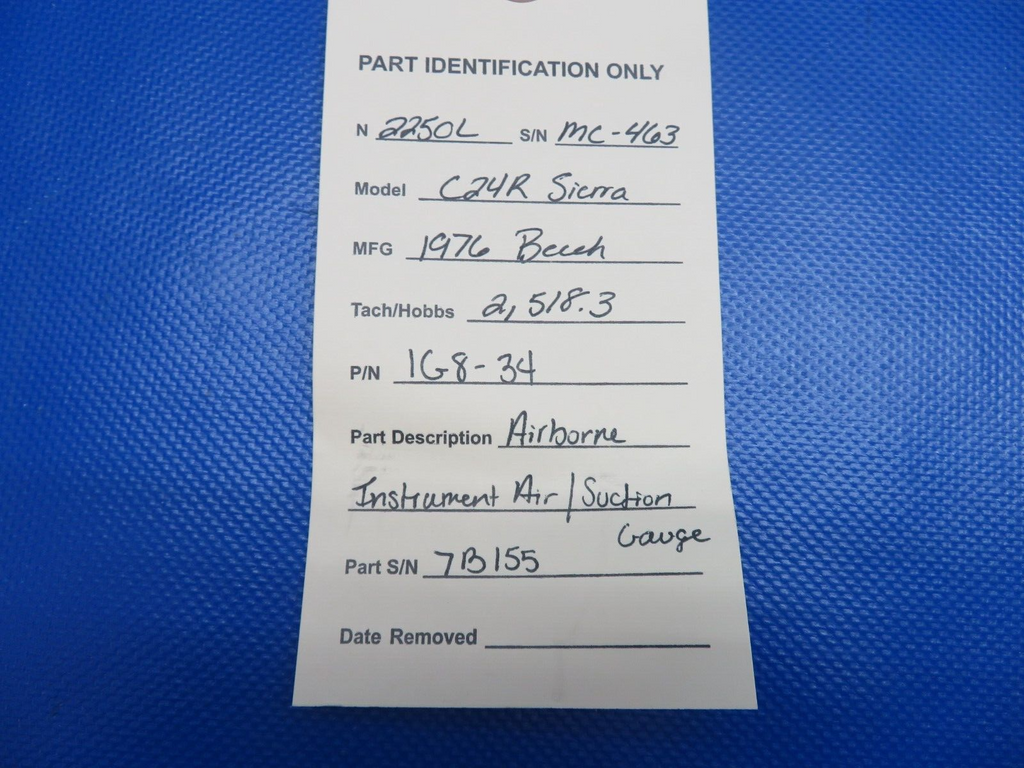 PART IDENTIFICATION ONLY
N 2250L S/N MC-463
Model C24R Sierra
MFG 1976 Beech
Tach/Hobbs 2,518.3
P/N 1G8-34
Part Description Airborne
Instrument Air/Suction
Gauge
Part S/N 7B155
Date Removed